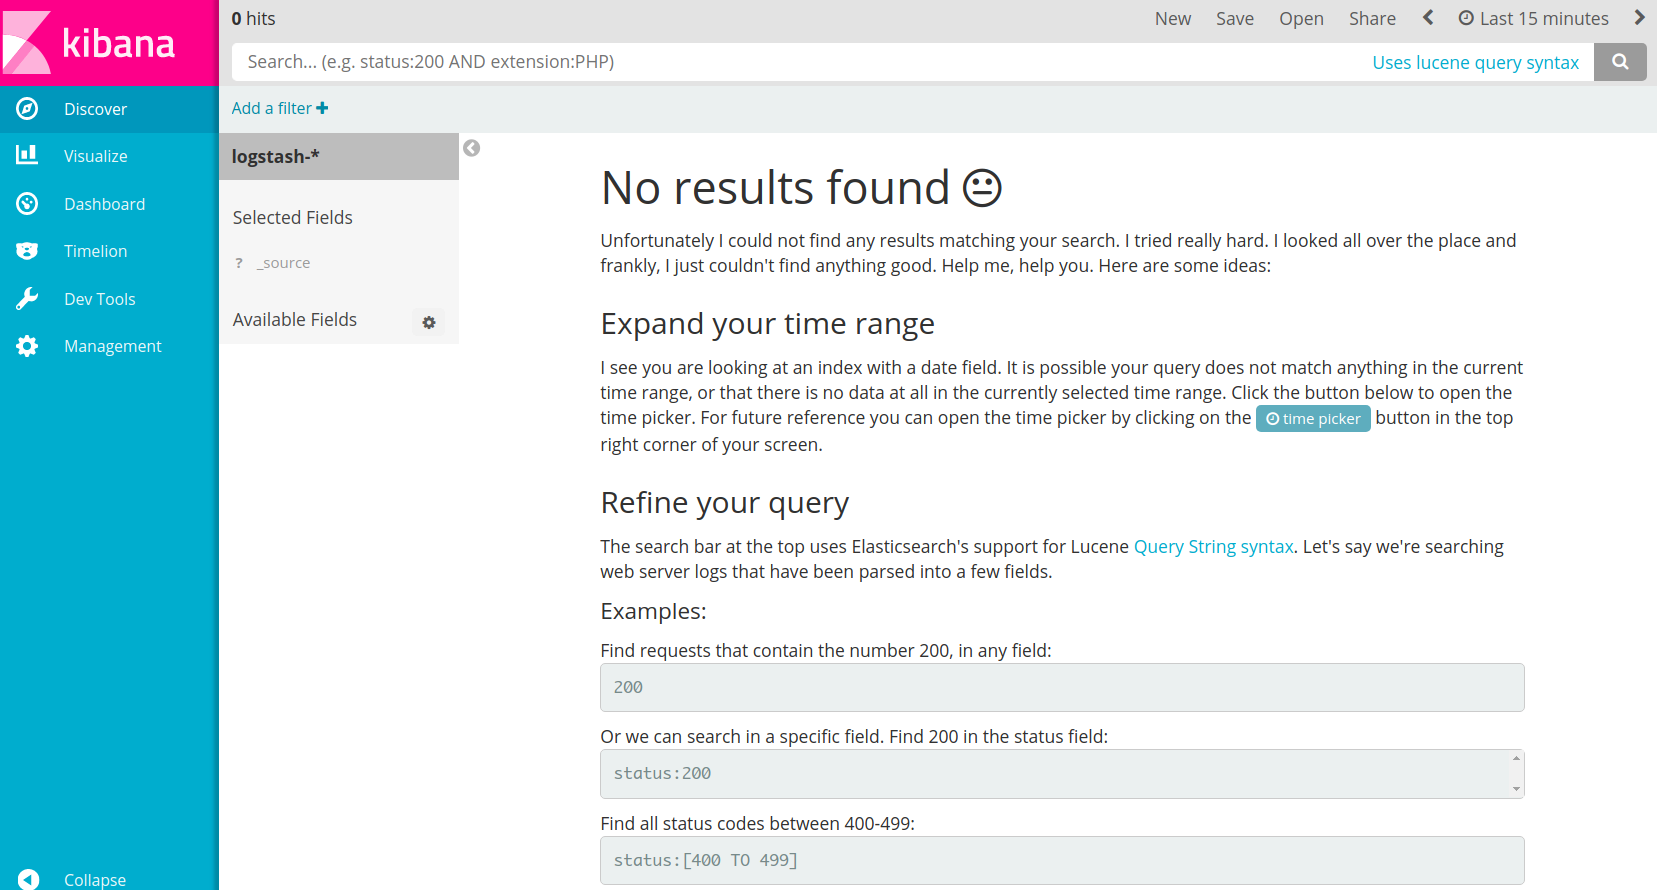 kibana
Discover
Visualize
Dashboard
Timelion
Dev Tools
Management
Collapse
0 hits
New Save Open Share Last 15 minutes
Search... (e.g. status:200 AND extension:PHP) Uses lucene query syntax
Add a filter
logstash-*
Selected Fields
? _source
Available Fields
No results found
Unfortunately I could not find any results matching your search. I tried really hard. I looked all over the place and
frankly, I just couldn't find anything good. Help me, help you. Here are some ideas:
Expand your time range
I see you are looking at an index with a date field. It is possible your query does not match anything in the current
time range, or that there is no data at all in the currently selected time range. Click the button below to open the
time picker. For future reference you can open the time picker by clicking on the time picker button in the top
right corner of your screen.
Refine your query
The search bar at the top uses Elasticsearch's support for Lucene Query String syntax. Let's say we're searching
web server logs that have been parsed into a few fields.
Examples:
Find requests that contain the number 200, in any field:
200
Or we can search in a specific field. Find 200 in the status field:
status:200
Find all status codes between 400-499:
status:[400 TO 499]